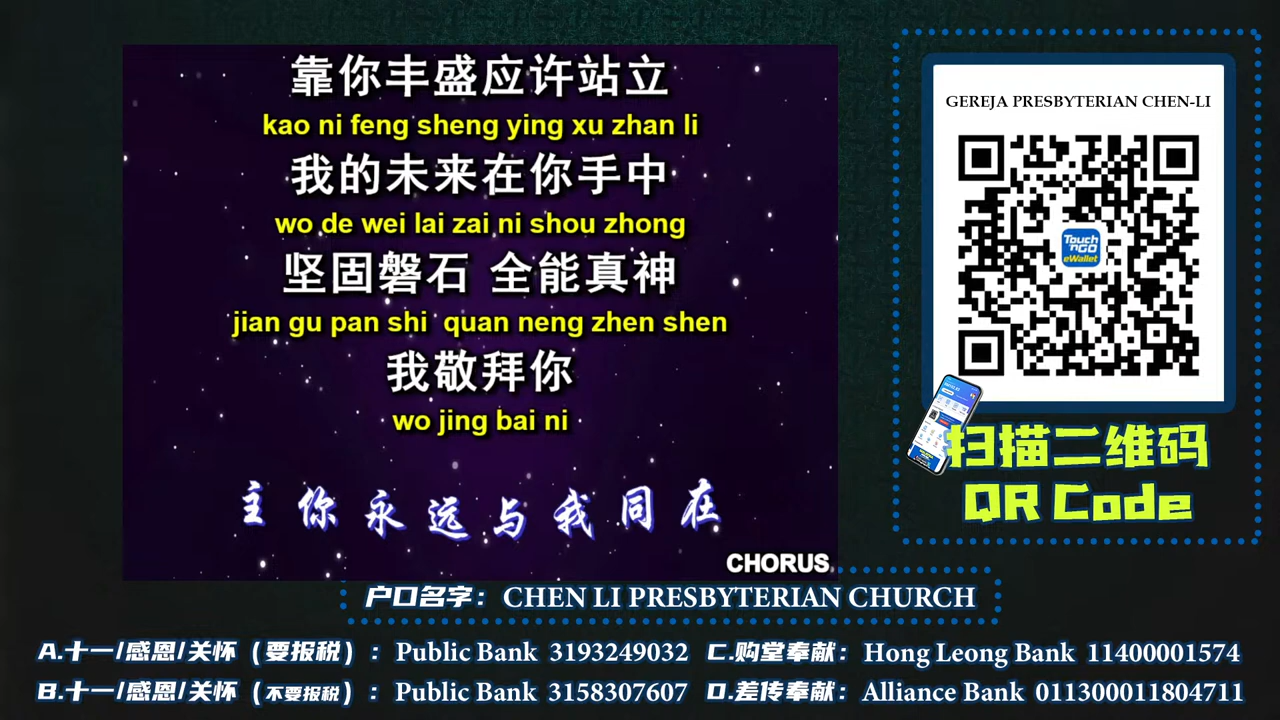 靠你丰盛应许站立
kao ni feng sheng ying xu zhan li
我的未来在你手中
wo de wei lai zai ni shou zhong
坚固磐石 全能真神
jian gu pan shi quan neng zhen shen
我敬拜你
wo jing bai ni
主你永远与我同在
CHORUS
GEREJA PRESBYTERIAN CHEN-LI
Touch
'nGO
eWallet
扫描二维码
QR Code
户口名字： CHEN LI PRESBYTERIAN CHURCH
A.十一/感恩/关怀（要报税）： Public Bank 3193249032
C.购堂奉献： Hong Leong Bank 11400001574
B.十一/感恩/关怀（不要报税）： Public Bank 3158307607
D.差传奉献： Alliance Bank 011300011804711